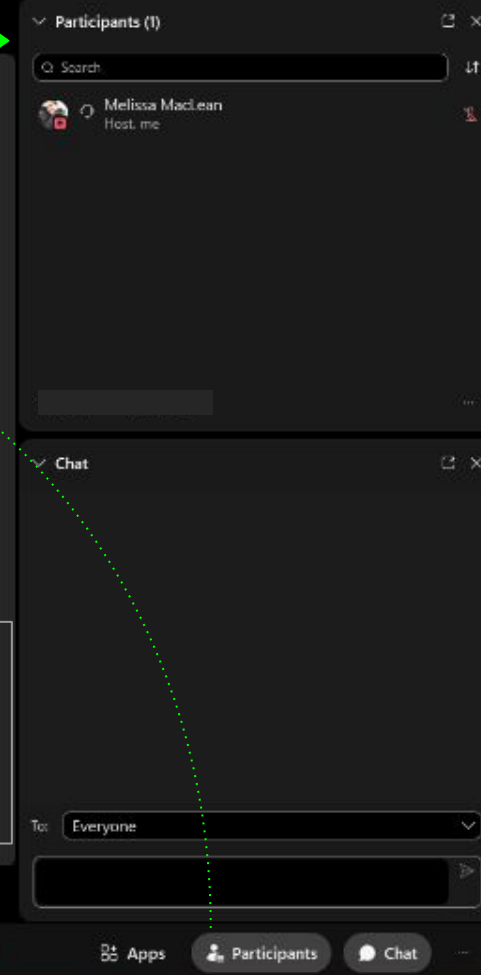 Participants (1)
Search
Melissa MacLean
Host, me
Chat
To:
Everyone
Apps
Participants
Chat